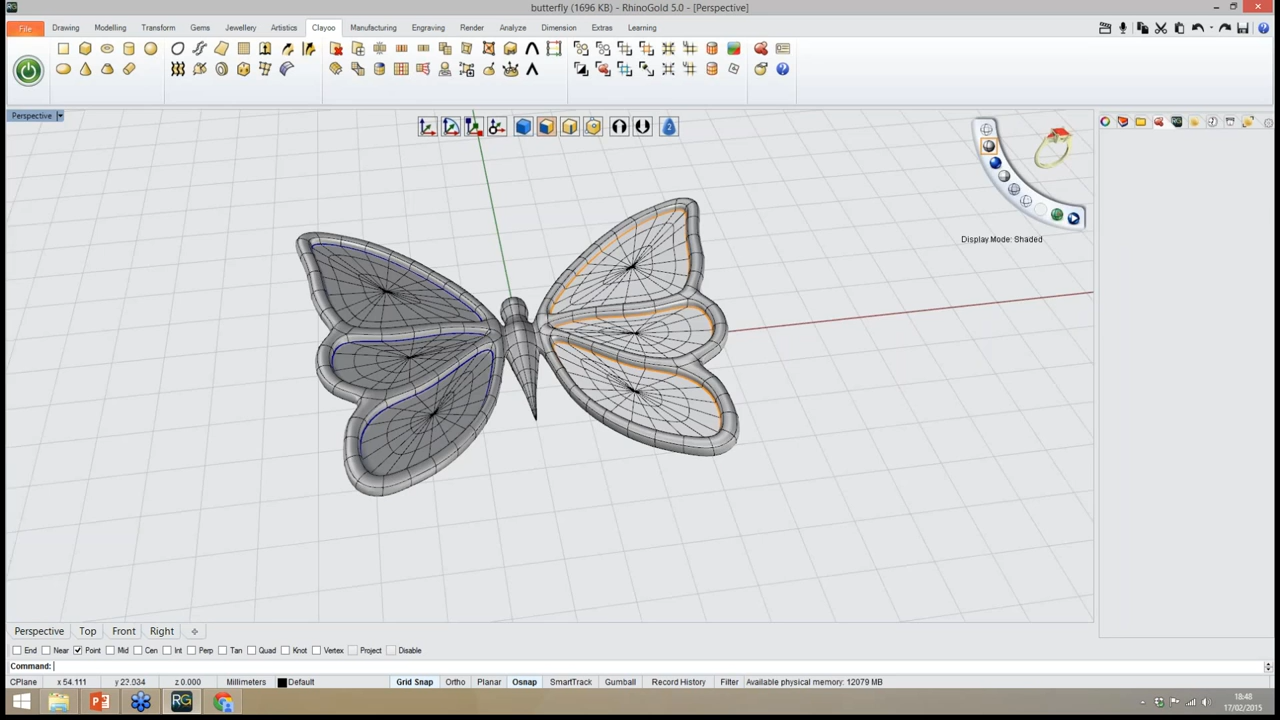 butterfly (1696 KB) - RhinoGold 5.0 - [Perspective]
File Drawing Modelling Transform Gems Jewellery Artistics Clayoo Manufacturing Engraving Render Analyze Dimension Extras Learning
Perspective
2
Display Mode: Shaded
Perspective Top Front Right
End Near Point Mid Cen Int Perp Tan Quad Knot Vertex Project Disable
Command:
CPlane x 54.111 y 27.034 z 0.000 Millimeters Default Grid Snap Ortho Planar Osnap SmartTrack Gumball Record History Filter Available physical memory: 12079 MB
RG
18:48
17/02/2015